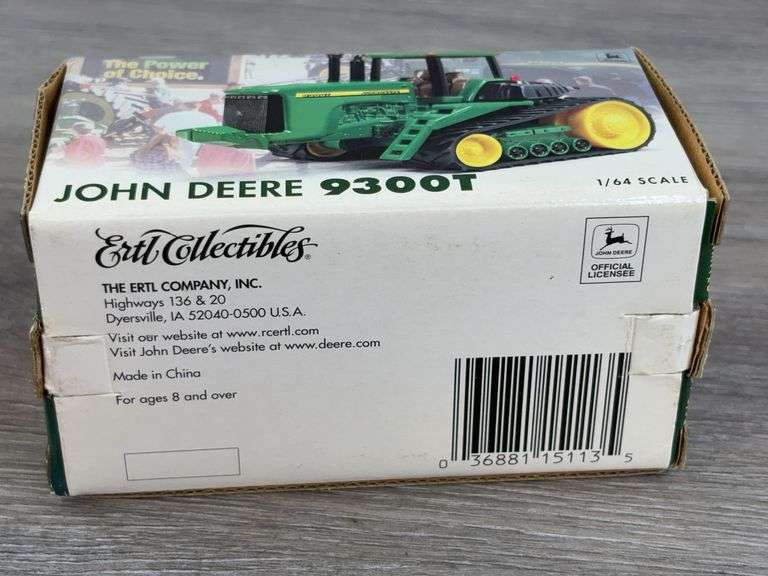 The Power
of Choice.
JOHN DEERE 9300T
1/64 SCALE
Ertl Collectibles®
JOHN DEERE
OFFICIAL
LICENSEE
THE ERTL COMPANY, INC.
Highways 136 & 20
Dyersville, IA 52040-0500 U.S.A.
Visit our website at www.rcertl.com
Visit John Deere's website at www.deere.com
Made in China
For ages 8 and over
0 36881 15113 5